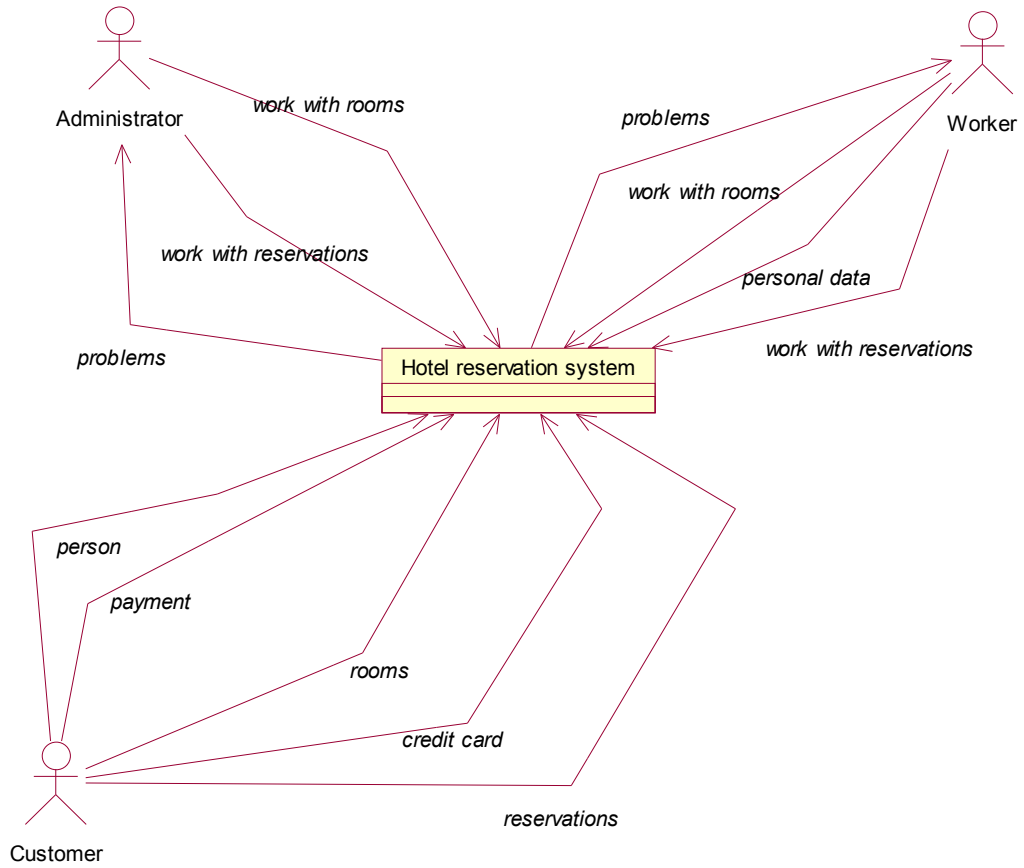 Administrator
Worker
work with rooms
problems
work with rooms
work with reservations
personal data
problems
work with reservations
Hotel reservation system
person
payment
rooms
credit card
reservations
Customer